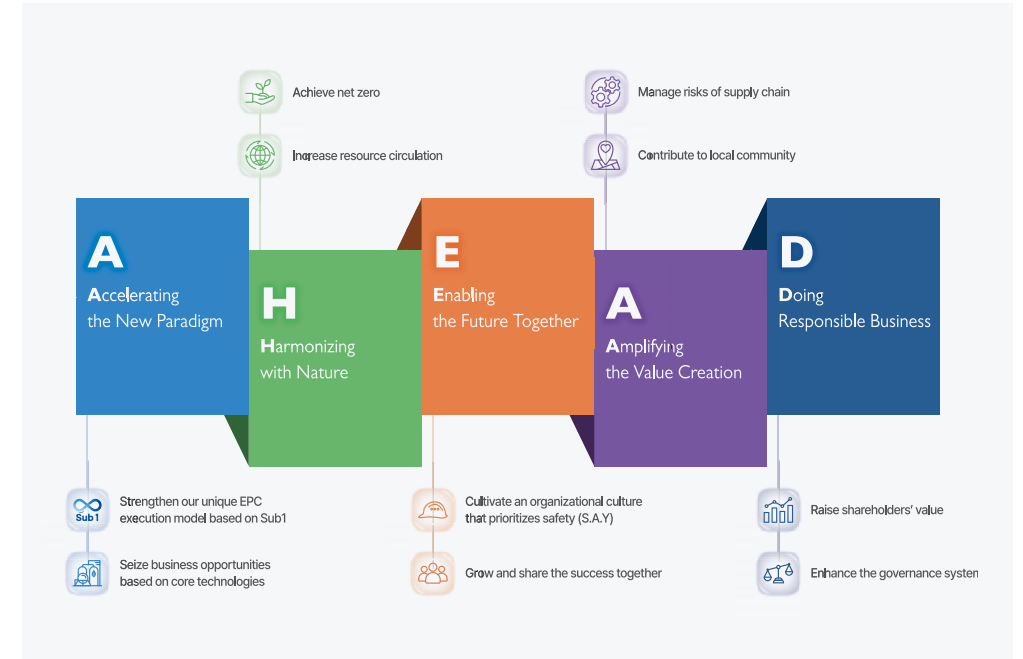 Achieve net zero
Increase resource circulation
Manage risks of supply chain
Contribute to local community
A
Accelerating
the New Paradigm
H
Harmonizing
with Nature
E
Enabling
the Future Together
A
Amplifying
the Value Creation
D
Doing
Responsible Business
Sub1
Strengthen our unique EPC
execution model based on Sub1
Seize business opportunities
based on core technologies
Cultivate an organizational culture
that prioritizes safety (S.A.Y)
Grow and share the success together
Raise shareholders' value
Enhance the governance system